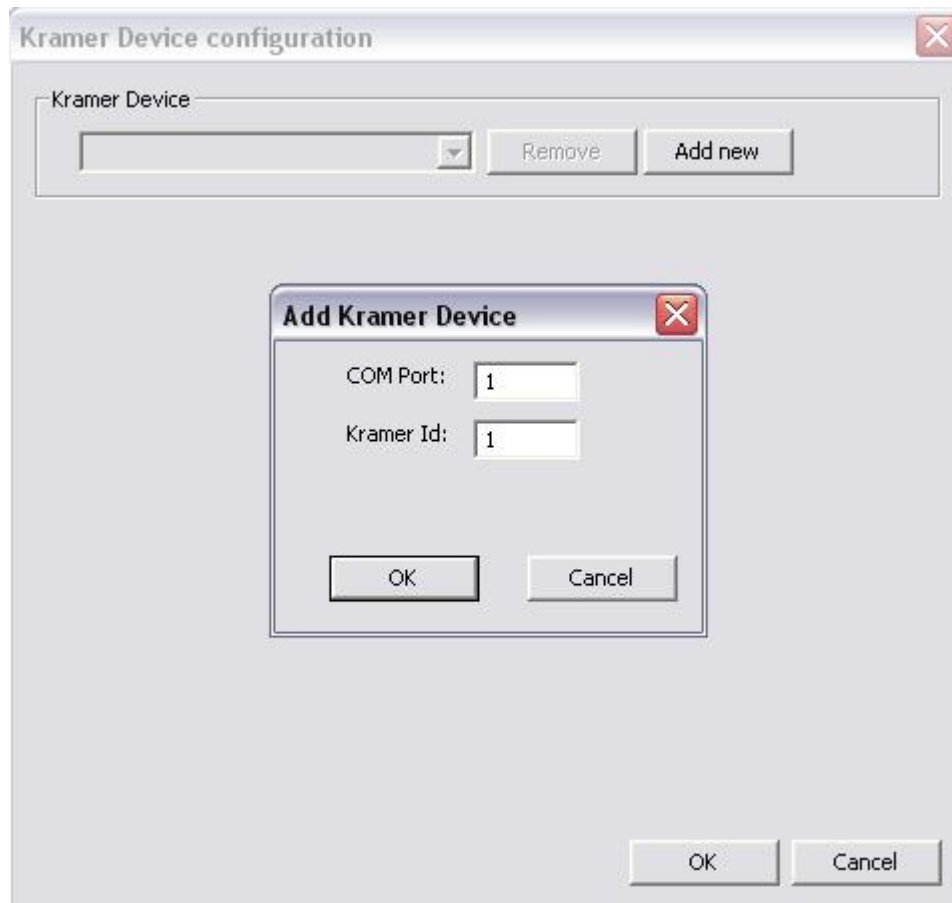 Kramer Device configuration
Kramer Device
Remove
Add new
Add Kramer Device
COM Port: 1
Kramer Id: 1
OK
Cancel
OK
Cancel